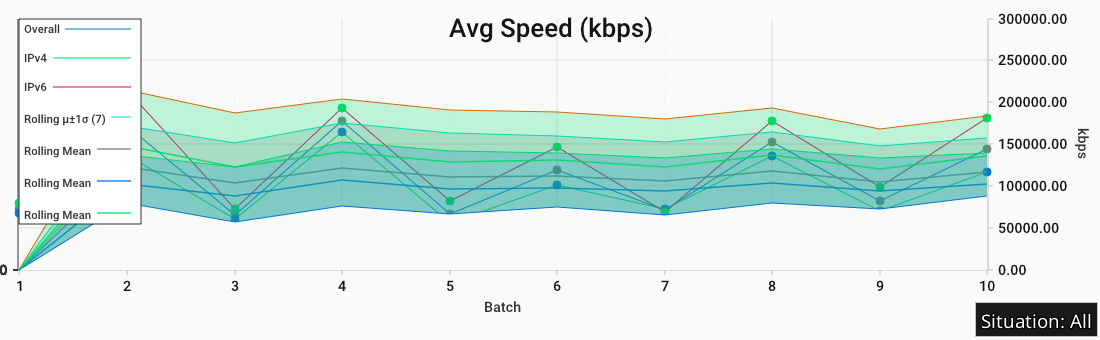 Avg Speed (kbps)
Overall
IPv4
IPv6
Rolling μ±1σ (7)
Rolling Mean
Rolling Mean
Rolling Mean
300000.00
250000.00
200000.00
150000.00
100000.00
50000.00
0.00
kbps
0
1 2 3 4 5 6 7 8 9 10
Batch
Situation: All